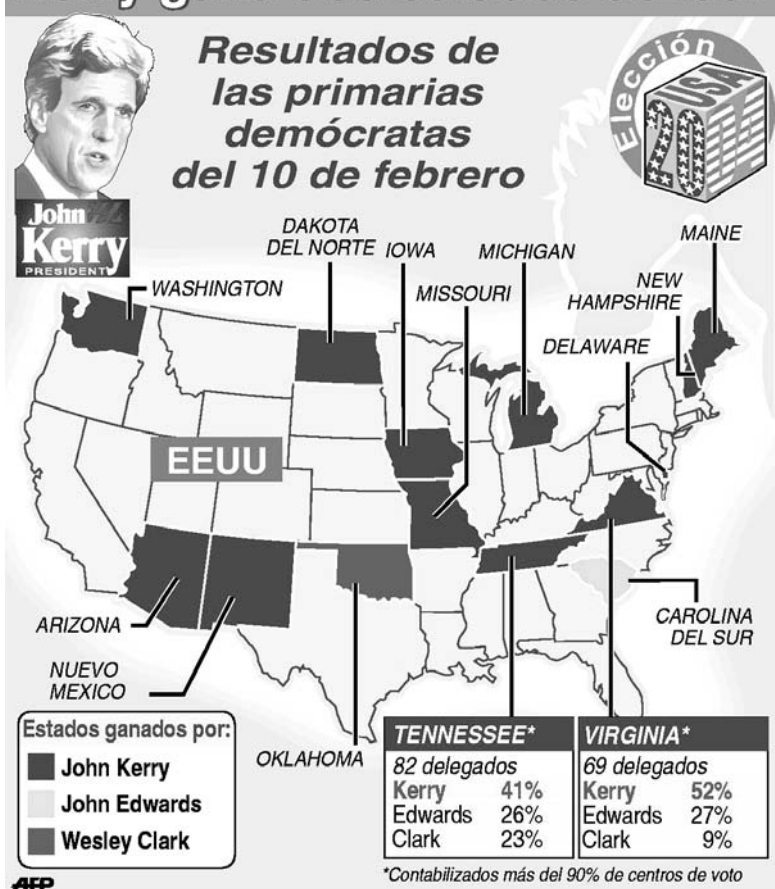 Resultados de
las primarias
demócratas
del 10 de febrero
Elección
USA
2004
John
Kerry
PRESIDENT
DAKOTA
DEL NORTE
IOWA
MICHIGAN
MAINE
WASHINGTON
MISSOURI
NEW
HAMPSHIRE
DELAWARE
EEUU
ARIZONA
CAROLINA
DEL SUR
NUEVO
MEXICO
OKLAHOMA
Estados ganados por:
John Kerry
John Edwards
Wesley Clark
TENNESSEE*
82 delegados
Kerry 41%
Edwards 26%
Clark 23%
VIRGINIA*
69 delegados
Kerry 52%
Edwards 27%
Clark 9%
*Contabilizados más del 90% de centros de voto
AFP